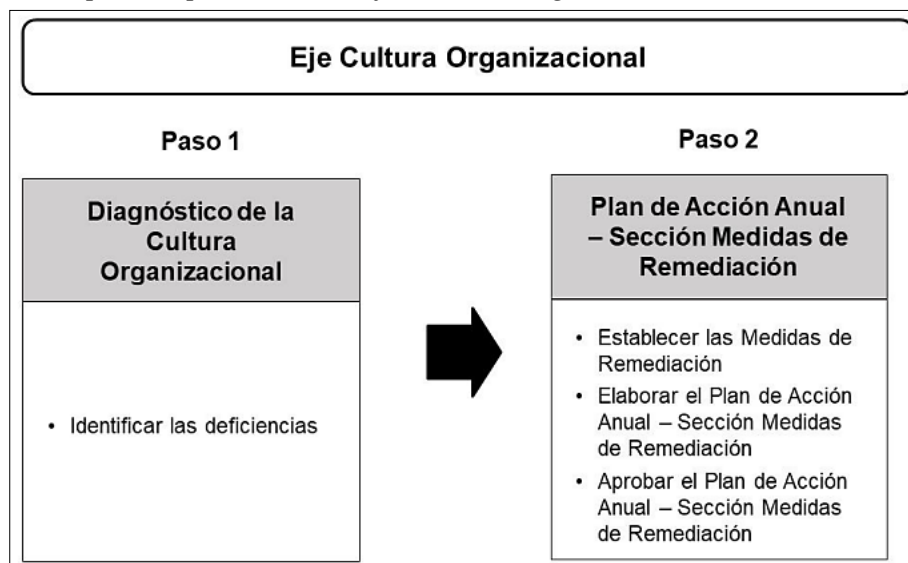 Eje Cultura Organizacional
Paso 1
Diagnóstico de la
Cultura
Organizacional
• Identificar las deficiencias
Paso 2
Plan de Acción Anual
– Sección Medidas de
Remediación
• Establecer las Medidas de
Remediación
• Elaborar el Plan de Acción
Anual – Sección Medidas
de Remediación
• Aprobar el Plan de Acción
Anual – Sección Medidas de
Remediación